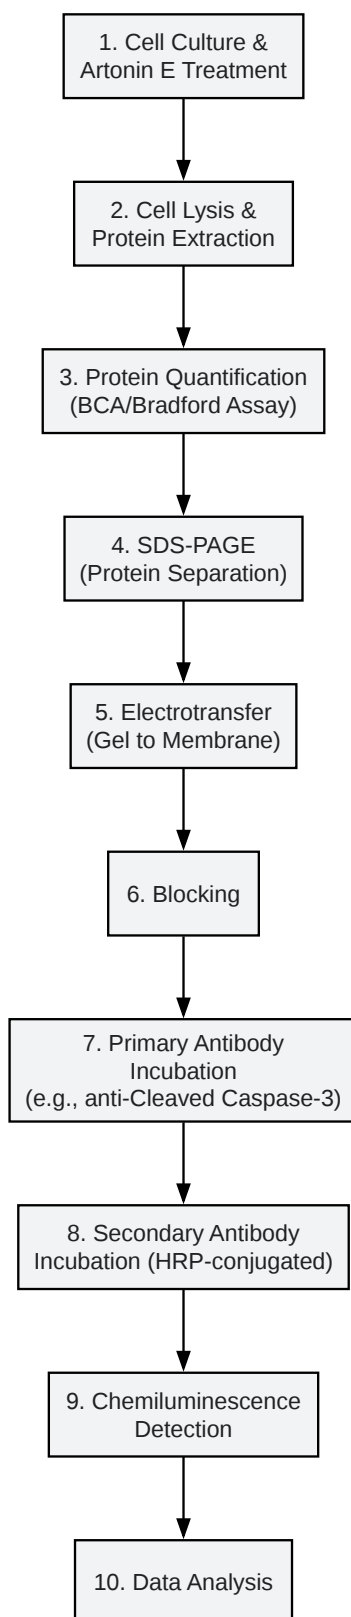 1. Cell Culture &
Artonin E Treatment
2. Cell Lysis &
Protein Extraction
3. Protein Quantification
(BCA/Bradford Assay)
4. SDS-PAGE
(Protein Separation)
5. Electrotransfer
(Gel to Membrane)
6. Blocking
7. Primary Antibody
Incubation
(e.g., anti-Cleaved Caspase-3)
8. Secondary Antibody
Incubation (HRP-conjugated)
9. Chemiluminescence
Detection
10. Data Analysis